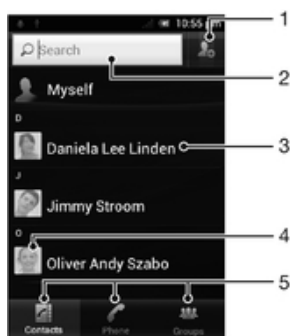 10:55 pm
1
Search
2
Myself
D
Daniela Lee Linden
3
J
Jimmy Stroom
O
4
Oliver Andy Szabo
5
Contacts Phone Groups